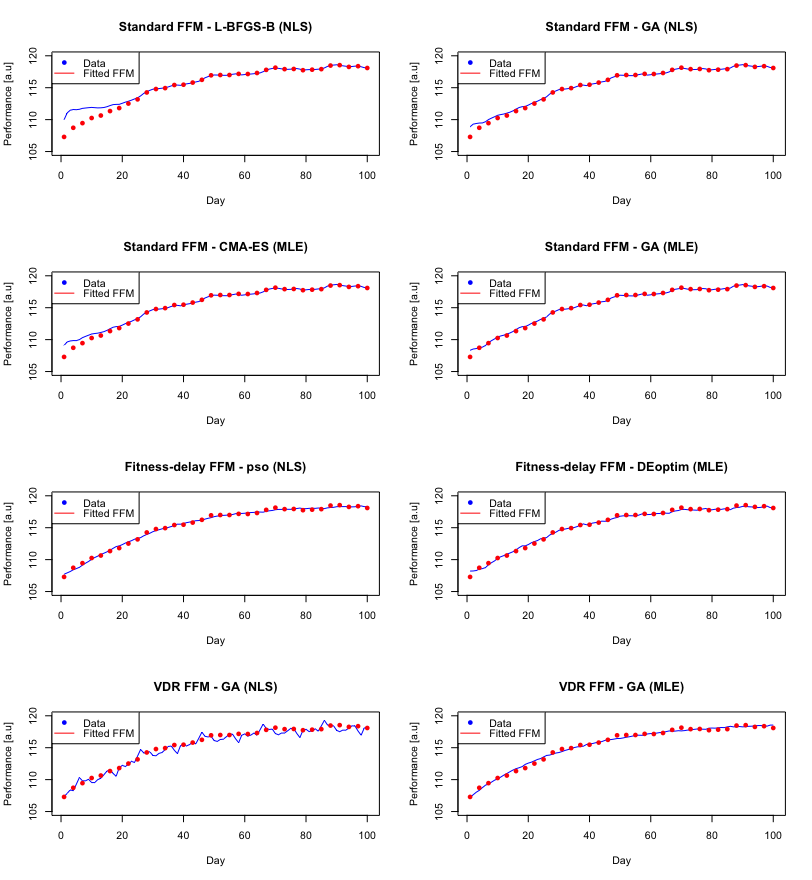 Standard FFM - L-BFGS-B (NLS)
Performance [a.u]
120
115
110
105
Data
Fitted FFM
0 20 40 60 80 100
Day
Standard FFM - GA (NLS)
Performance [a.u]
120
115
110
105
Data
Fitted FFM
0 20 40 60 80 100
Day
Standard FFM - CMA-ES (MLE)
Performance [a.u]
120
115
110
105
Data
Fitted FFM
0 20 40 60 80 100
Day
Standard FFM - GA (MLE)
Performance [a.u]
120
115
110
105
Data
Fitted FFM
0 20 40 60 80 100
Day
Fitness-delay FFM - pso (NLS)
Performance [a.u]
120
115
110
105
Data
Fitted FFM
0 20 40 60 80 100
Day
Fitness-delay FFM - DEoptim (MLE)
Performance [a.u]
120
115
110
105
Data
Fitted FFM
0 20 40 60 80 100
Day
VDR FFM - GA (NLS)
Performance [a.u]
120
115
110
105
Data
Fitted FFM
0 20 40 60 80 100
Day
VDR FFM - GA (MLE)
Performance [a.u]
120
115
110
105
Data
Fitted FFM
0 20 40 60 80 100
Day